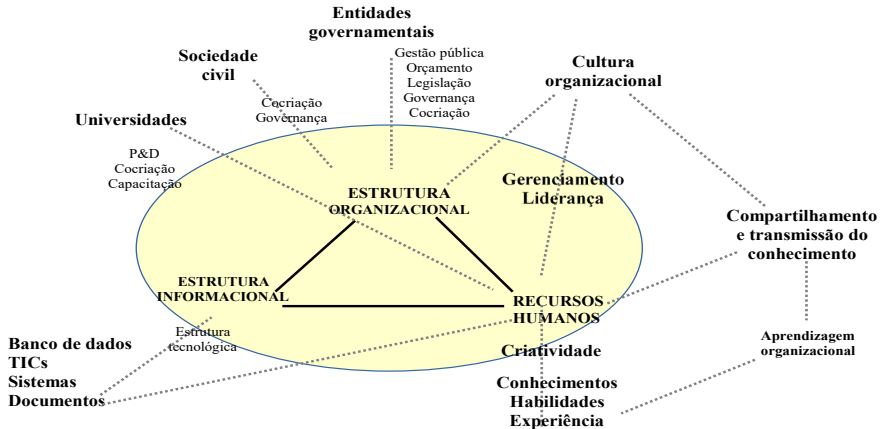 Entidades
governamentais
Gestão pública
Orçamento
Legislação
Governança
Cocriação
Sociedade
civil
Cocriação
Governança
Cultura
organizacional
Universidades
P&D
Cocriação
Capacitação
ESTRUTURA
ORGANIZACIONAL
Gerenciamento
Liderança
Compartilhamento
e transmissão do
conhecimento
ESTRUTURA
INFORMACIONAL
RECURSOS
HUMANOS
Estrutura
tecnológica
Banco de dados
TICs
Sistemas
Documentos
Criatividade
Conhecimentos
Habilidades
Experiência
Aprendizagem
organizacional